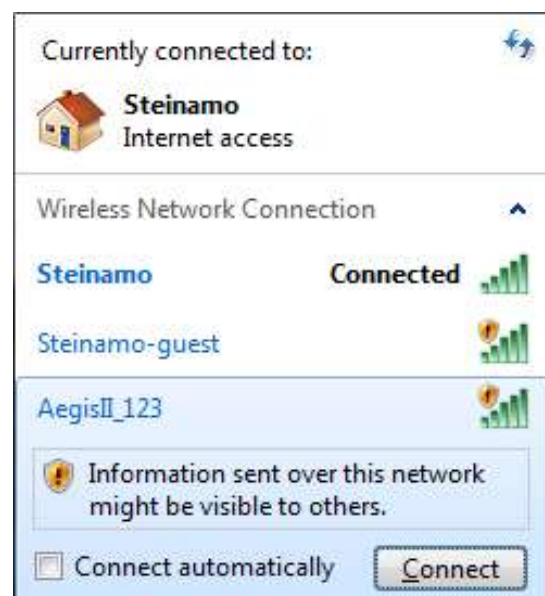 Currently connected to:
Steinamo
Internet access
Wireless Network Connection
Steinamo Connected
Steinamo-guest
AegisII_123
Information sent over this network
might be visible to others.
Connect automatically Connect